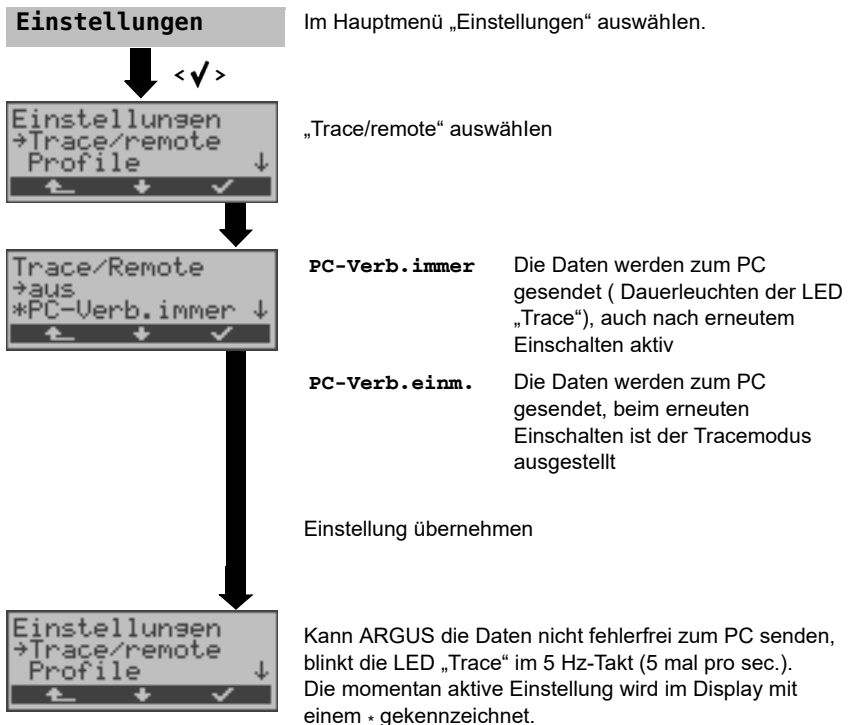 Einstellungen
Im Hauptmenü „Einstellungen“ auswählen.
<√>
Einstellungen
→Trace/remote
Profile ↓
„Trace/remote“ auswählen
Trace/Remote
→aus
*PC-Verb.immer ↓
PC-Verb.immer
Die Daten werden zum PC
gesendet ( Dauerleuchten der LED
„Trace“), auch nach erneutem
Einschalten aktiv
PC-Verb.einm.
Die Daten werden zum PC
gesendet, beim erneuten
Einschalten ist der Tracemodus
ausgestellt
Einstellung übernehmen
Einstellungen
→Trace/remote
Profile ↓
Kann ARGUS die Daten nicht fehlerfrei zum PC senden,
blinkt die LED „Trace“ im 5 Hz-Takt (5 mal pro sec.).
Die momentan aktive Einstellung wird im Display mit
einem * gekennzeichnet.